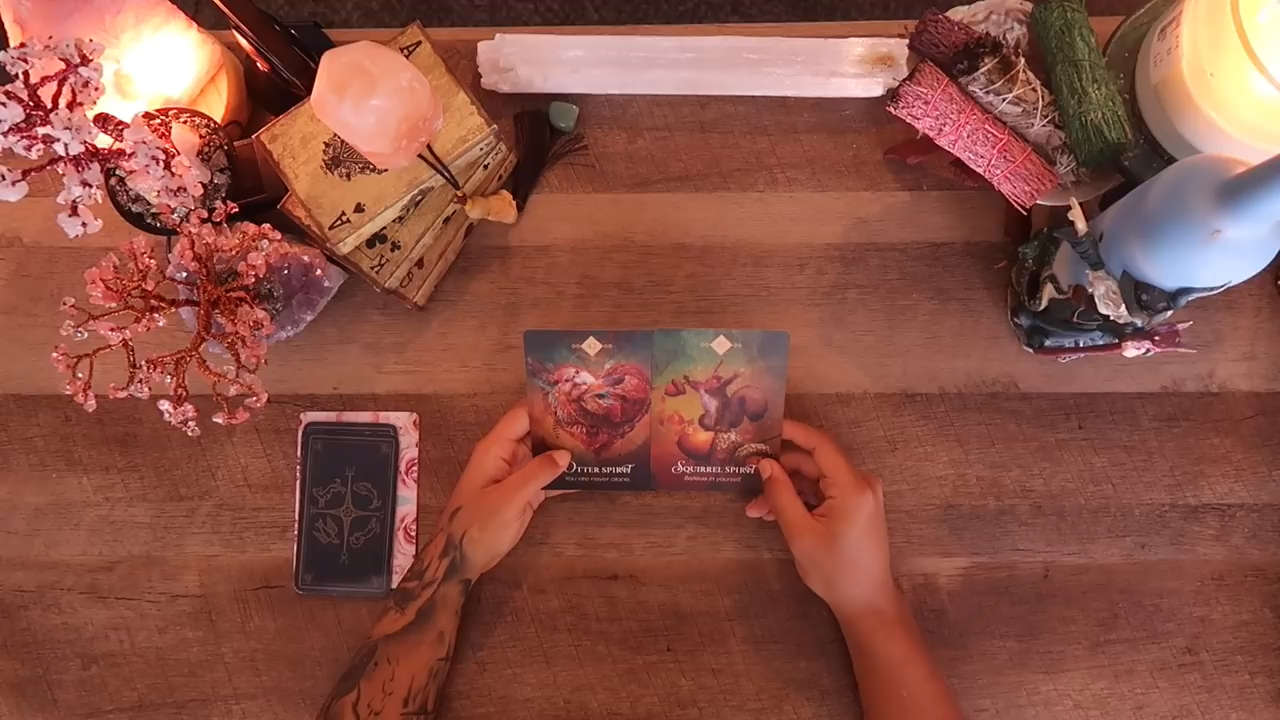 A
A
K
Otter Spirit
You are never alone.
Squirrel Spirit
Believe in yourself.